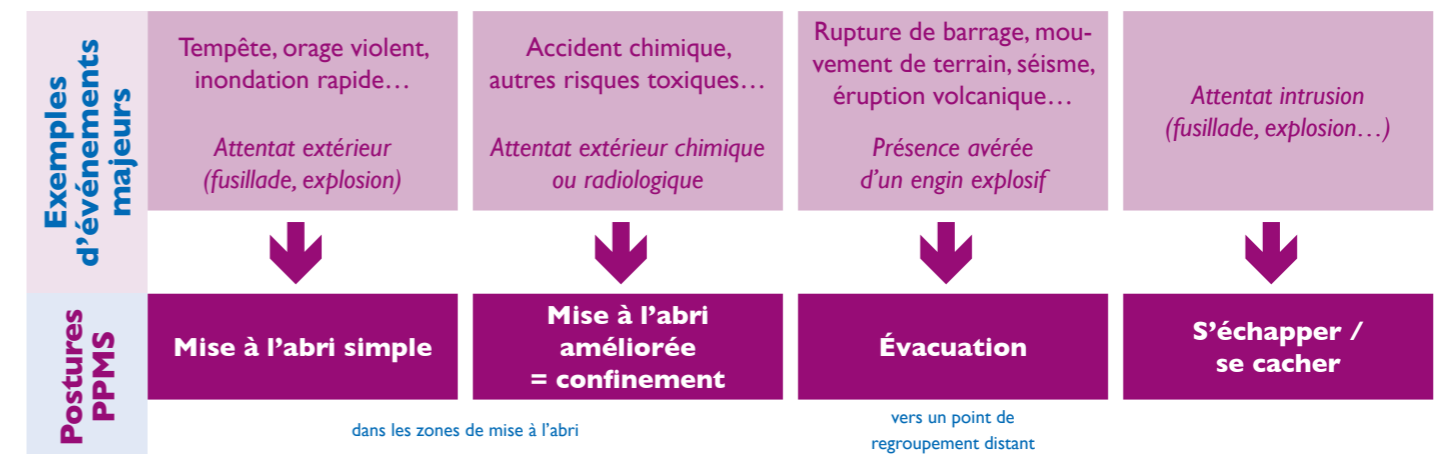 Exemples
d'événements
majeurs
Tempête, orage violent,
inondation rapide…
Attentat extérieur
(fusillade, explosion)
Accident chimique,
autres risques toxiques…
Attentat extérieur chimique
ou radiologique
Rupture de barrage, mou-
vement de terrain, séisme,
éruption volcanique…
Présence avérée
d'un engin explosif
Attentat intrusion
(fusillade, explosion…)
Postures
PPMS
Mise à l'abri simple
Mise à l'abri
améliorée
= confinement
Évacuation
S'échapper /
se cacher
dans les zones de mise à l'abri
vers un point de
regroupement distant